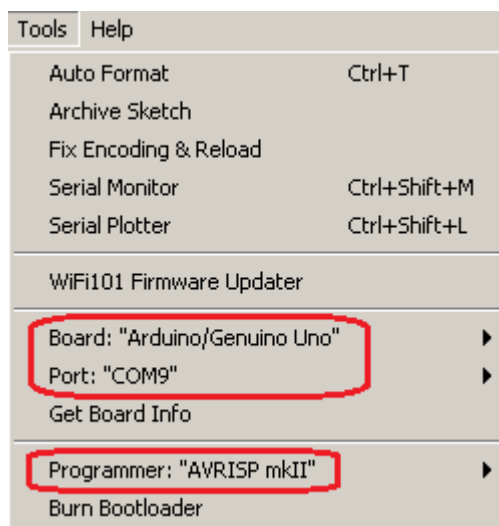 Tools Help
Auto Format Ctrl+T
Archive Sketch
Fix Encoding & Reload
Serial Monitor Ctrl+Shift+M
Serial Plotter Ctrl+Shift+L
WiFi101 Firmware Updater
Board: "Arduino/Genuino Uno"
Port: "COM9"
Get Board Info
Programmer: "AVRISP mkII"
Burn Bootloader